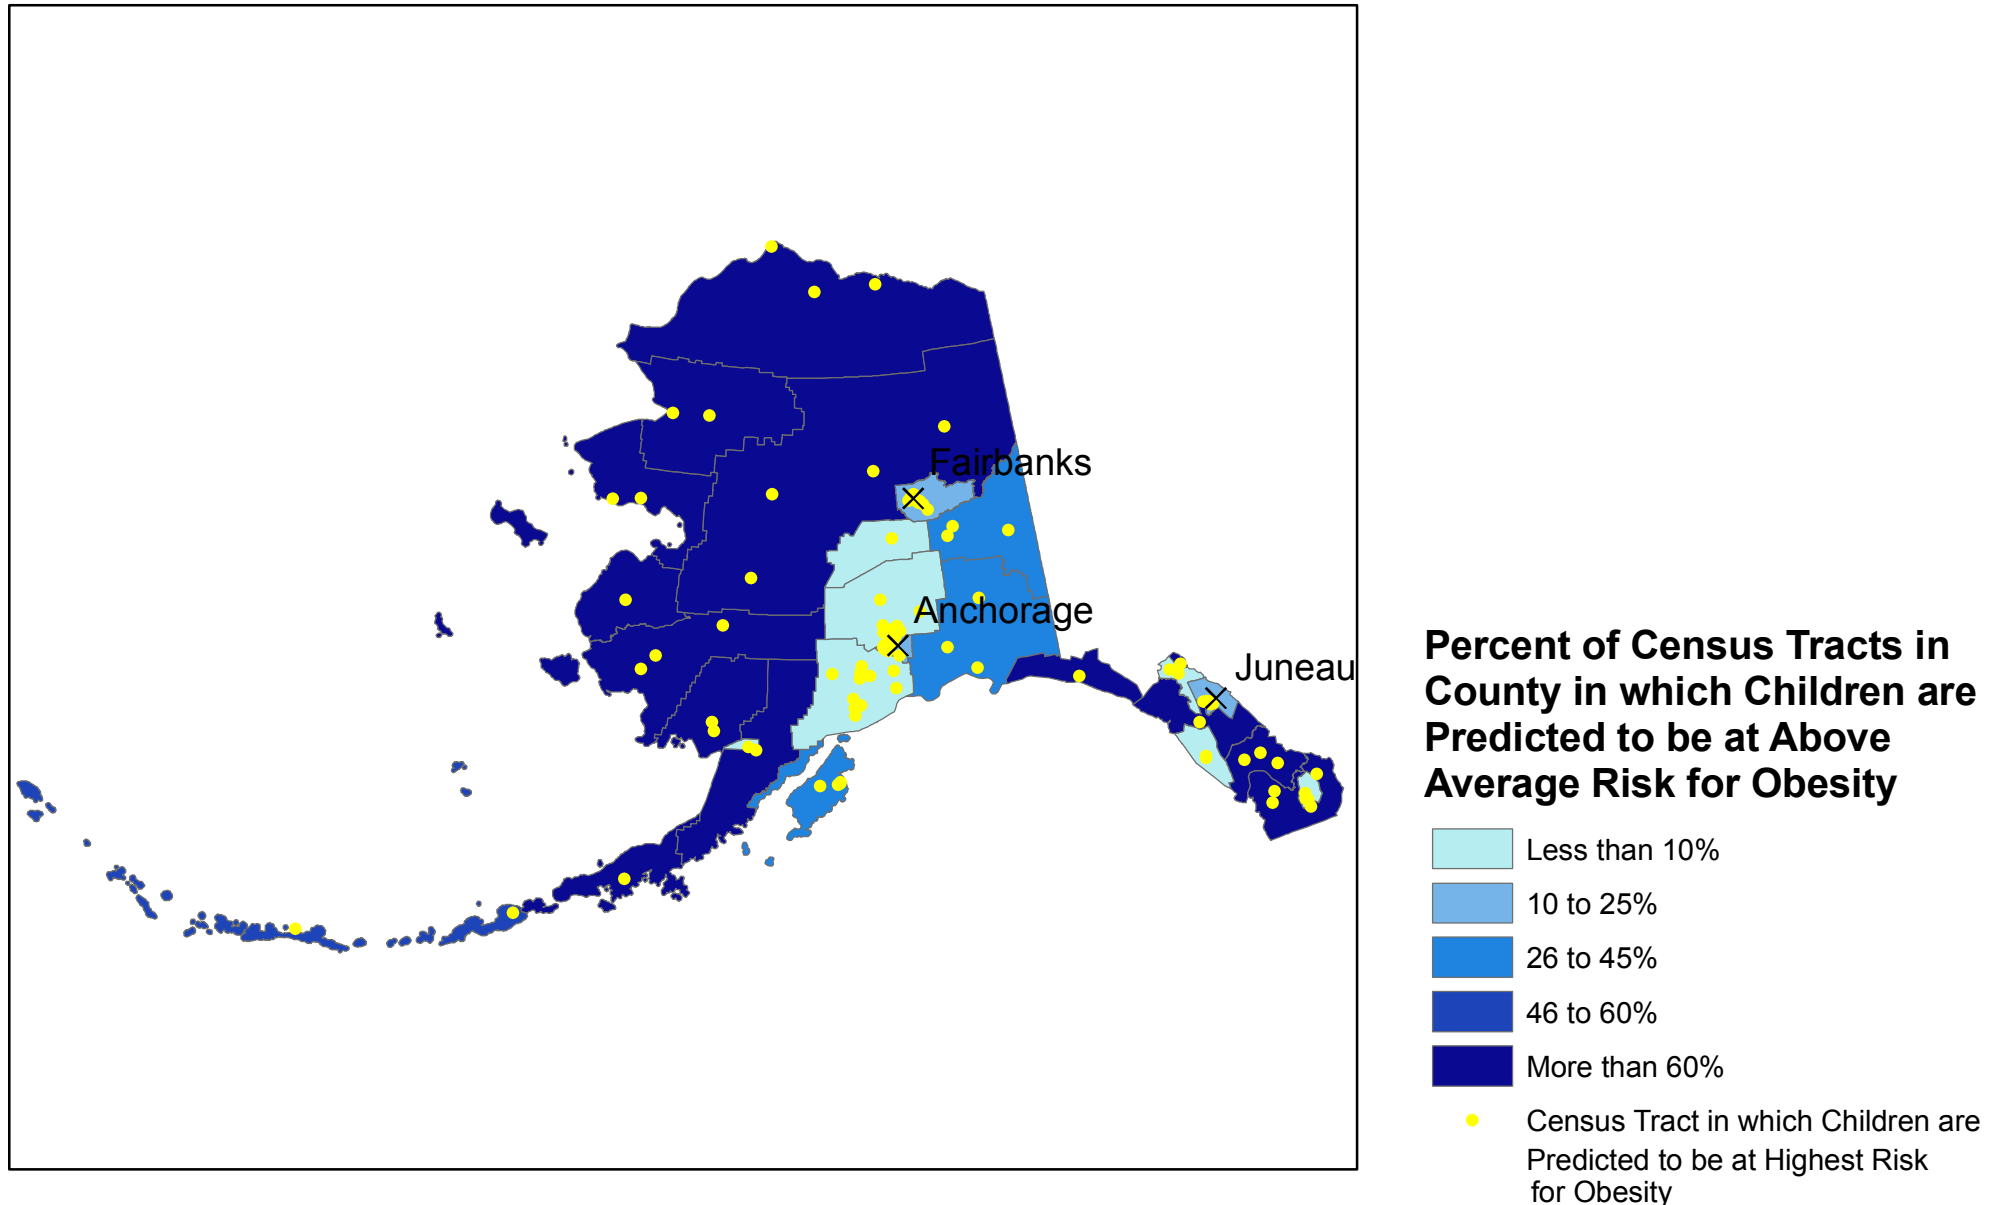 Fairbanks
Anchorage
Juneau
Percent of Census Tracts in
County in which Children are
Predicted to be at Above
Average Risk for Obesity
Less than 10%
10 to 25%
26 to 45%
46 to 60%
More than 60%
Census Tract in which Children are
Predicted to be at Highest Risk
for Obesity